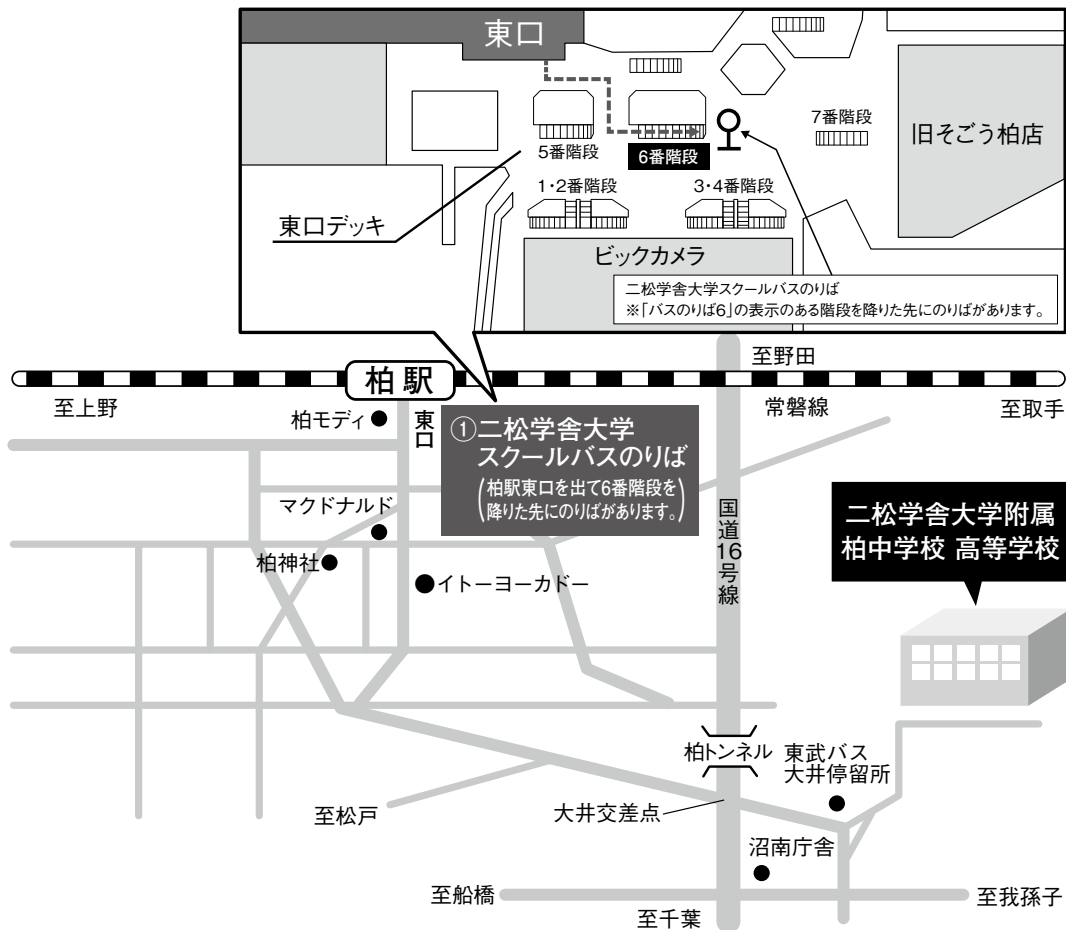 東口
5番階段
6番階段
7番階段
旧そごう柏店
1・2番階段
3・4番階段
東口デッキ
ビックカメラ
二松学舎大学スクールバスのりば
※「バスのりば6」の表示のある階段を降りた先にのりばがあります。
至野田
柏駅
至上野
常磐線
至取手
柏モディ
東口
①二松学舎大学
スクールバスのりば
(柏駅東口を出て6番階段を
降りた先にのりばがあります。)
マクドナルド
国道16号線
二松学舎大学附属
柏中学校 高等学校
柏神社
イトーヨーカドー
柏トンネル
東武バス
大井停留所
至松戸
大井交差点
沼南庁舎
至船橋
至我孫子
至千葉